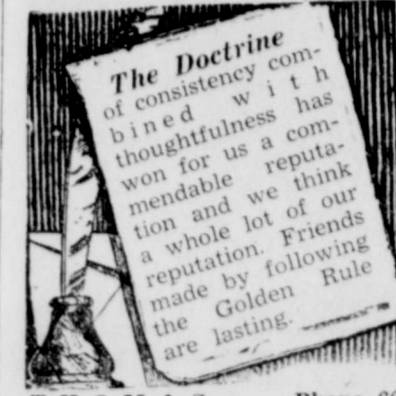 The Doctrine
of consistency com-
bined with
thoughtfulness has
won for us a com-
mendable reputa-
tion and we think
a whole lot of our
reputation. Friends
made by following
the Golden Rule
are lasting.